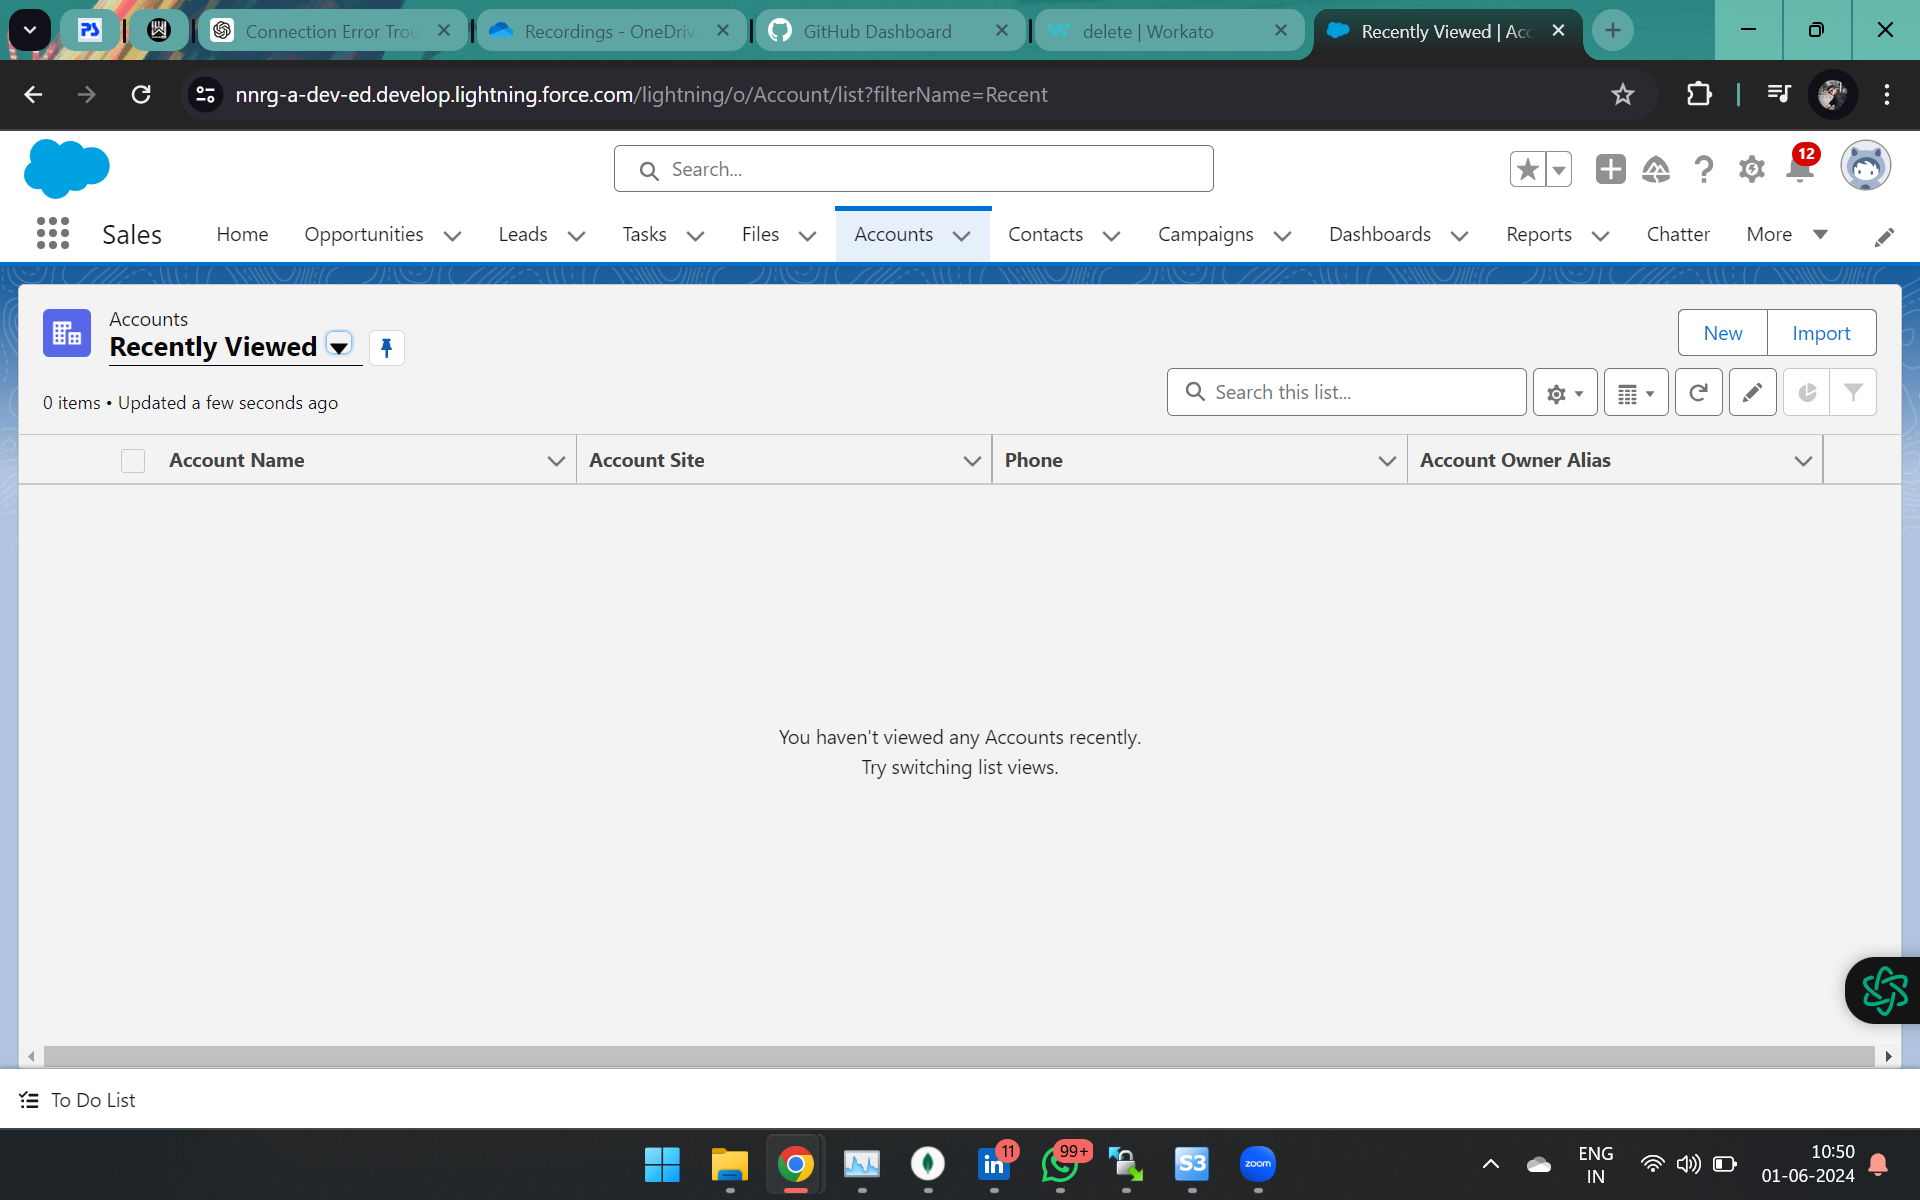 PS
Connection Error Trou
Recordings - OneDriv
GitHub Dashboard
delete | Workato
Recently Viewed | Acc
nnrg-a-dev-ed.develop.lightning.force.com/lightning/o/Account/list?filterName=Recent
Search...
12
Sales
Home
Opportunities
Leads
Tasks
Files
Accounts
Contacts
Campaigns
Dashboards
Reports
Chatter
More
Accounts
Recently Viewed
New
Import
0 items • Updated a few seconds ago
Search this list...
Account Name
Account Site
Phone
Account Owner Alias
You haven't viewed any Accounts recently.
Try switching list views.
To Do List
in
11
99+
S3
zoom
ENG
IN
10:50
01-06-2024